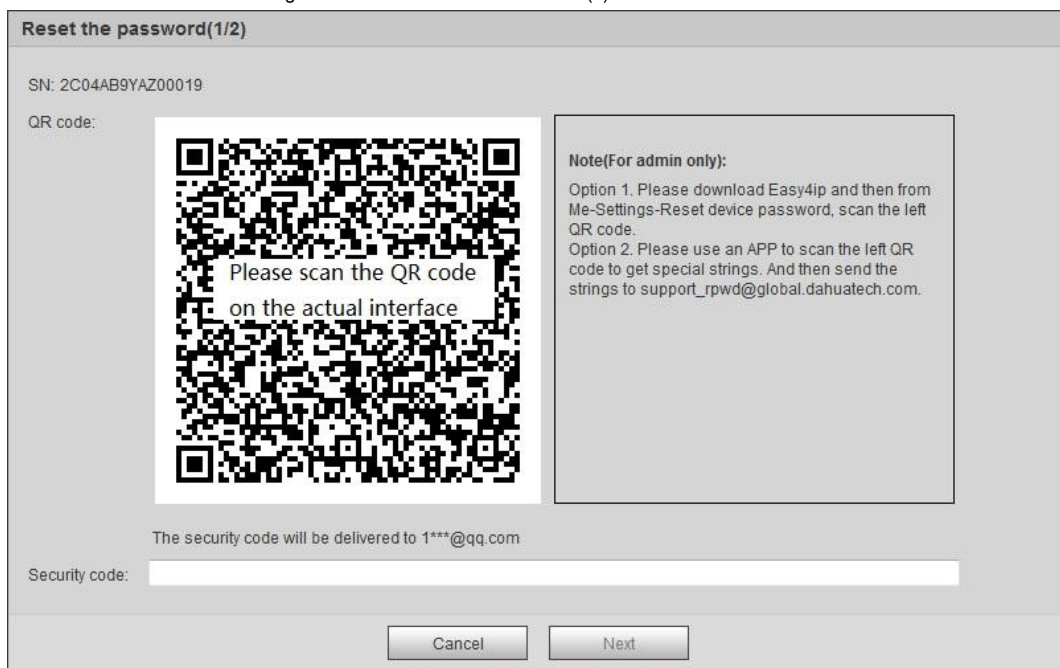 Reset the password(1/2)
SN: 2C04AB9YAZ00019
QR code:
Please scan the QR code
on the actual interface
Note(For admin only):
Option 1. Please download Easy4ip and then from
Me-Settings-Reset device password, scan the left
QR code.
Option 2. Please use an APP to scan the left QR
code to get special strings. And then send the
strings to support_rpwd@global.dahuatech.com.
The security code will be delivered to 1***@qq.com
Security code:
Cancel
Next